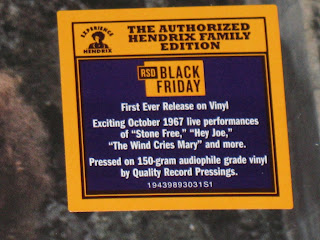 EXPERIENCE
HENDRIX
THE AUTHORIZED
HENDRIX FAMILY
EDITION
RSD BLACK
FRIDAY
First Ever Release on Vinyl
Exciting October 1967 live performances
of “Stone Free,” “Hey Joe,”
“The Wind Cries Mary” and more.
Pressed on 150-gram audiophile grade vinyl
by Quality Record Pressings.
19439893031S1